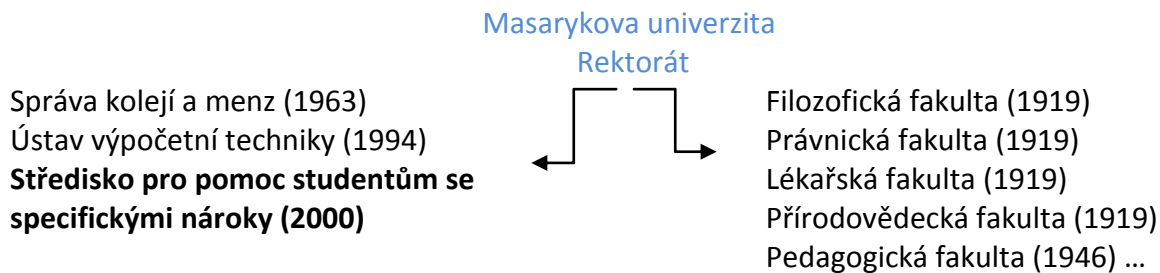 Masarykova univerzita
Rektorát
Správa kolejí a menz (1963)
Ústav výpočetní techniky (1994)
Středisko pro pomoc studentům se
specifickými nároky (2000)
Filozofická fakulta (1919)
Právnická fakulta (1919)
Lékařská fakulta (1919)
Přírodovědecká fakulta (1919)
Pedagogická fakulta (1946) …